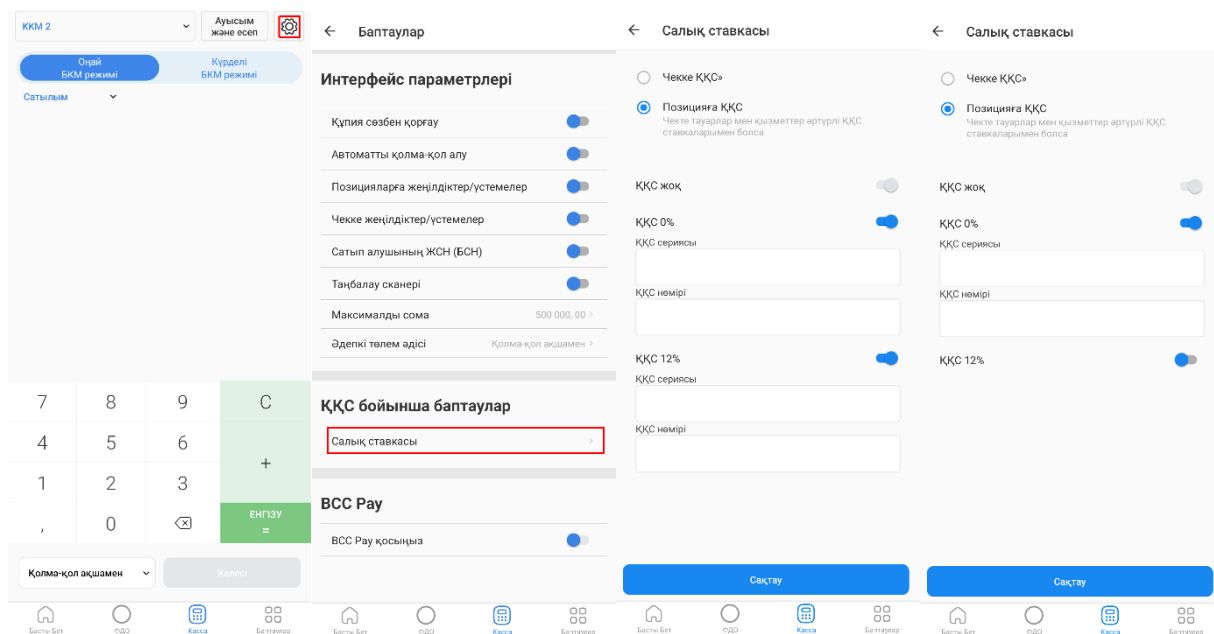 ККМ 2
Ауысым
және есеп
Оңай
БКМ режимі
Күрделі
БКМ режимі
Сатылым
7 8 9 C
4 5 6
+
1 2 3
, 0
ЕНГІЗУ
=
Қолма-қол ақшамен
Келесі
Басты Бет ФДО Касса Баптаулар
Баптаулар
Интерфейс параметрлері
Құпия сөзбен қорғау
Автоматты қолма-қол алу
Позицияларға жеңілдіктер/үстемелер
Чекке жеңілдіктер/үстемелер
Сатып алушының ЖСН (БСН)
Таңбалау сканері
Максималды сома 500 000, 00
Әдепкі төлем әдісі Қолма-қол ақшамен
ҚҚС бойынша баптаулар
Салық ставкасы
BCC Pay
BCC Pay қосыңыз
Басты Бет ФДО Касса Баптаулар
Салық ставкасы
Чекке ҚҚС»
Позицияға ҚҚС
Чекте тауарлар мен қызметтер әртүрлі ҚҚС
ставкаларымен болса
ҚҚС жоқ
ҚҚС 0%
ҚҚС сериясы
ҚҚС нөмірі
ҚҚС 12%
ҚҚС сериясы
ҚҚС нөмірі
Сақтау
Басты Бет ФДО Касса Баптаулар
Салық ставкасы
Чекке ҚҚС»
Позицияға ҚҚС
Чекте тауарлар мен қызметтер әртүрлі ҚҚС
ставкаларымен болса
ҚҚС жоқ
ҚҚС 0%
ҚҚС сериясы
ҚҚС нөмірі
ҚҚС 12%
Сақтау
Басты Бет ФДО Касса Баптаулар